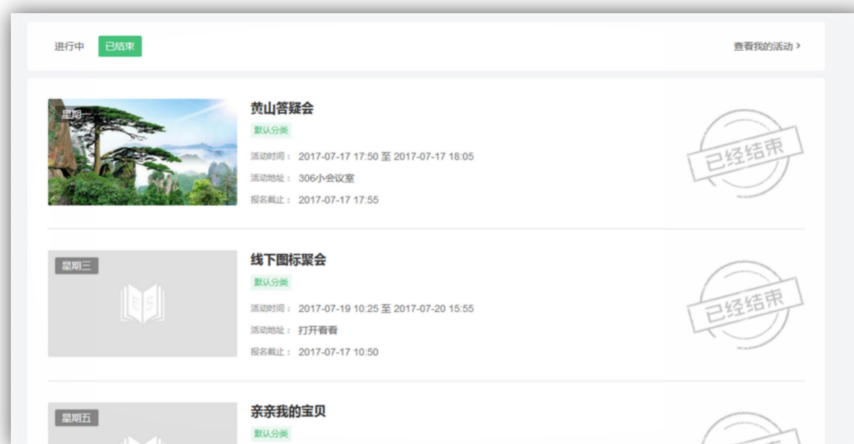 进行中 已结束 查看我的活动 >
星期一
黄山答疑会
默认分类
活动时间： 2017-07-17 17:50 至 2017-07-17 18:05
活动地址： 306小会议室
报名截止： 2017-07-17 17:55
已经结束
星期三
ES
线下图标聚会
默认分类
活动时间： 2017-07-19 10:25 至 2017-07-20 15:55
活动地址： 打开看看
报名截止： 2017-07-17 10:50
已经结束
星期五
亲亲我的宝贝
默认分类